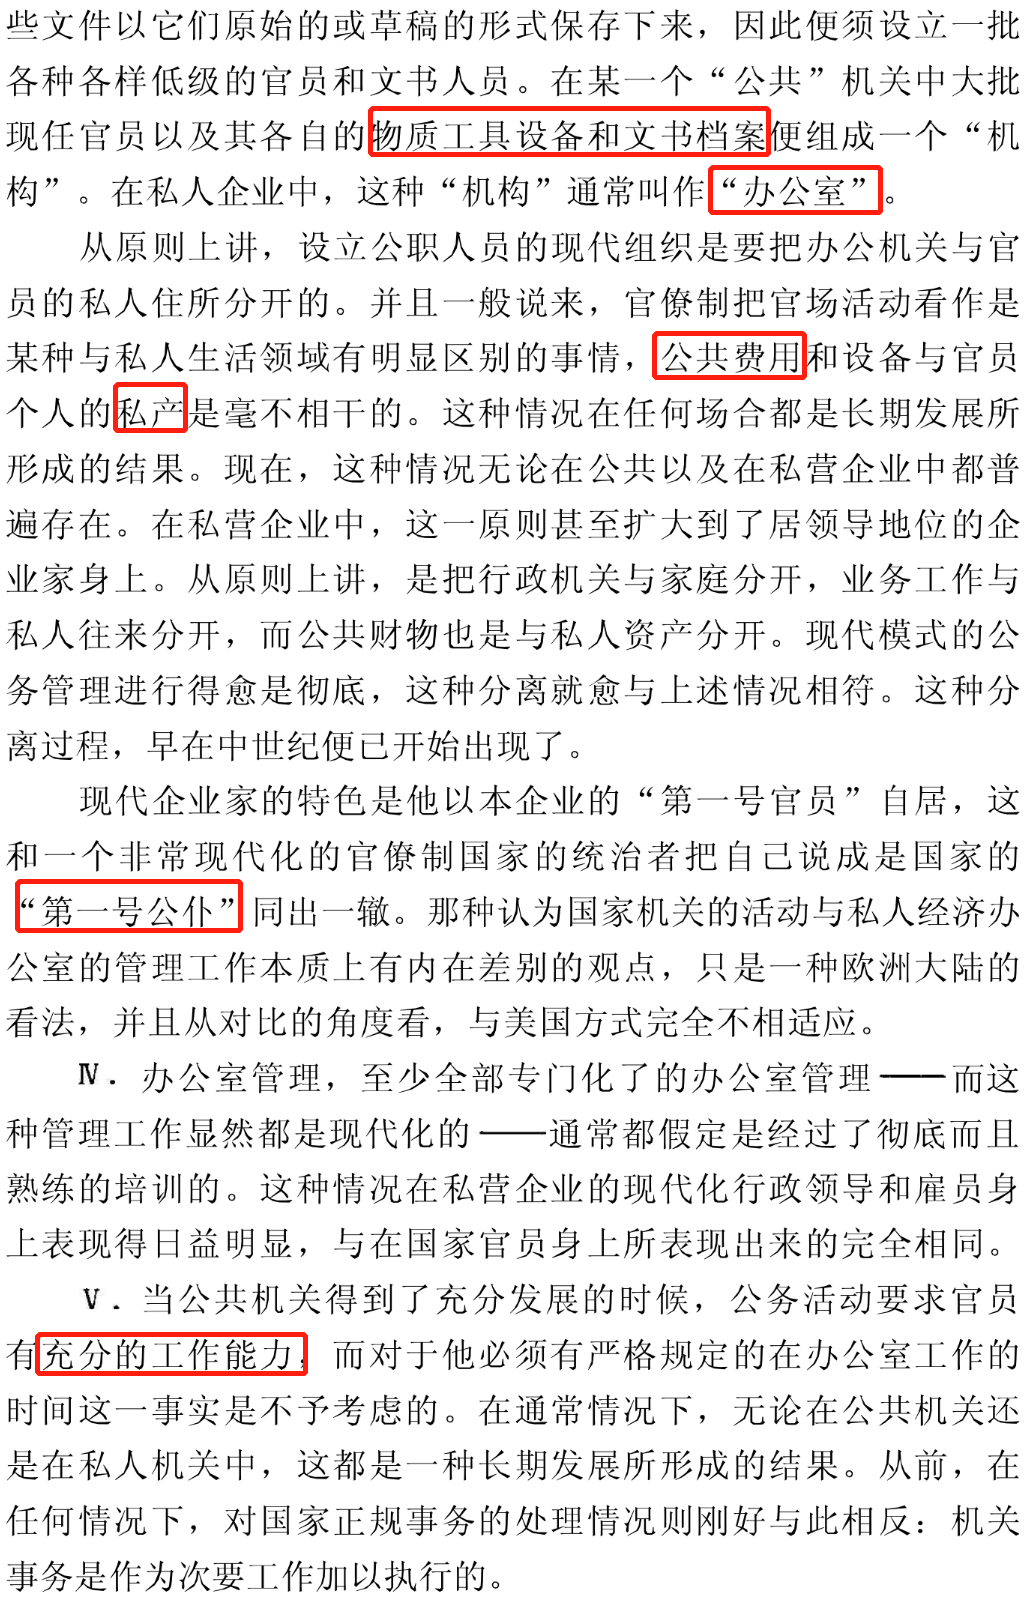 些文件以它们原始的或草稿的形式保存下来，因此便须设立一批
各种各样低级的官员和文书人员。在某一个“公共”机关中大批
现任官员以及其各自的物质工具设备和文书档案便组成一个“机
构”。在私人企业中，这种“机构”通常叫作“办公室”。
从原则上讲，设立公职人员的现代组织是要把办公机关与官
员的私人住所分开的。并且一般说来，官僚制把官场活动看作是
某种与私人生活领域有明显区别的事情，公共费用和设备与官员
个人的私产是毫不相干的。这种情况在任何场合都是长期发展所
形成的结果。现在，这种情况无论在公共以及在私营企业中都普
遍存在。在私营企业中，这一原则甚至扩大到了居领导地位的企
业家身上。从原则上讲，是把行政机关与家庭分开，业务工作与
私人往来分开，而公共财物也是与私人资产分开。现代模式的公
务管理进行得愈是彻底，这种分离就愈与上述情况相符。这种分
离过程，早在中世纪便已开始出现了。
现代企业家的特色是他以本企业的“第一号官员”自居，这
和一个非常现代化的官僚制国家的统治者把自己说成是国家的
“第一号公仆”同出一辙。那种认为国家机关的活动与私人经济办
公室的管理工作本质上有内在差别的观点，只是一种欧洲大陆的
看法，并且从对比的角度看，与美国方式完全不相适应。
Ⅳ．办公室管理，至少全部专门化了的办公室管理——而这
种管理工作显然都是现代化的——通常都假定是经过了彻底而且
熟练的培训的。这种情况在私营企业的现代化行政领导和雇员身
上表现得日益明显，与在国家官员身上所表现出来的完全相同。
Ⅴ．当公共机关得到了充分发展的时候，公务活动要求官员
有充分的工作能力，而对于他必须有严格规定的在办公室工作的
时间这一事实是不予考虑的。在通常情况下，无论在公共机关还
是在私人机关中，这都是一种长期发展所形成的结果。从前，在
任何情况下，对国家正规事务的处理情况则刚好与此相反：机关
事务是作为次要工作加以执行的。